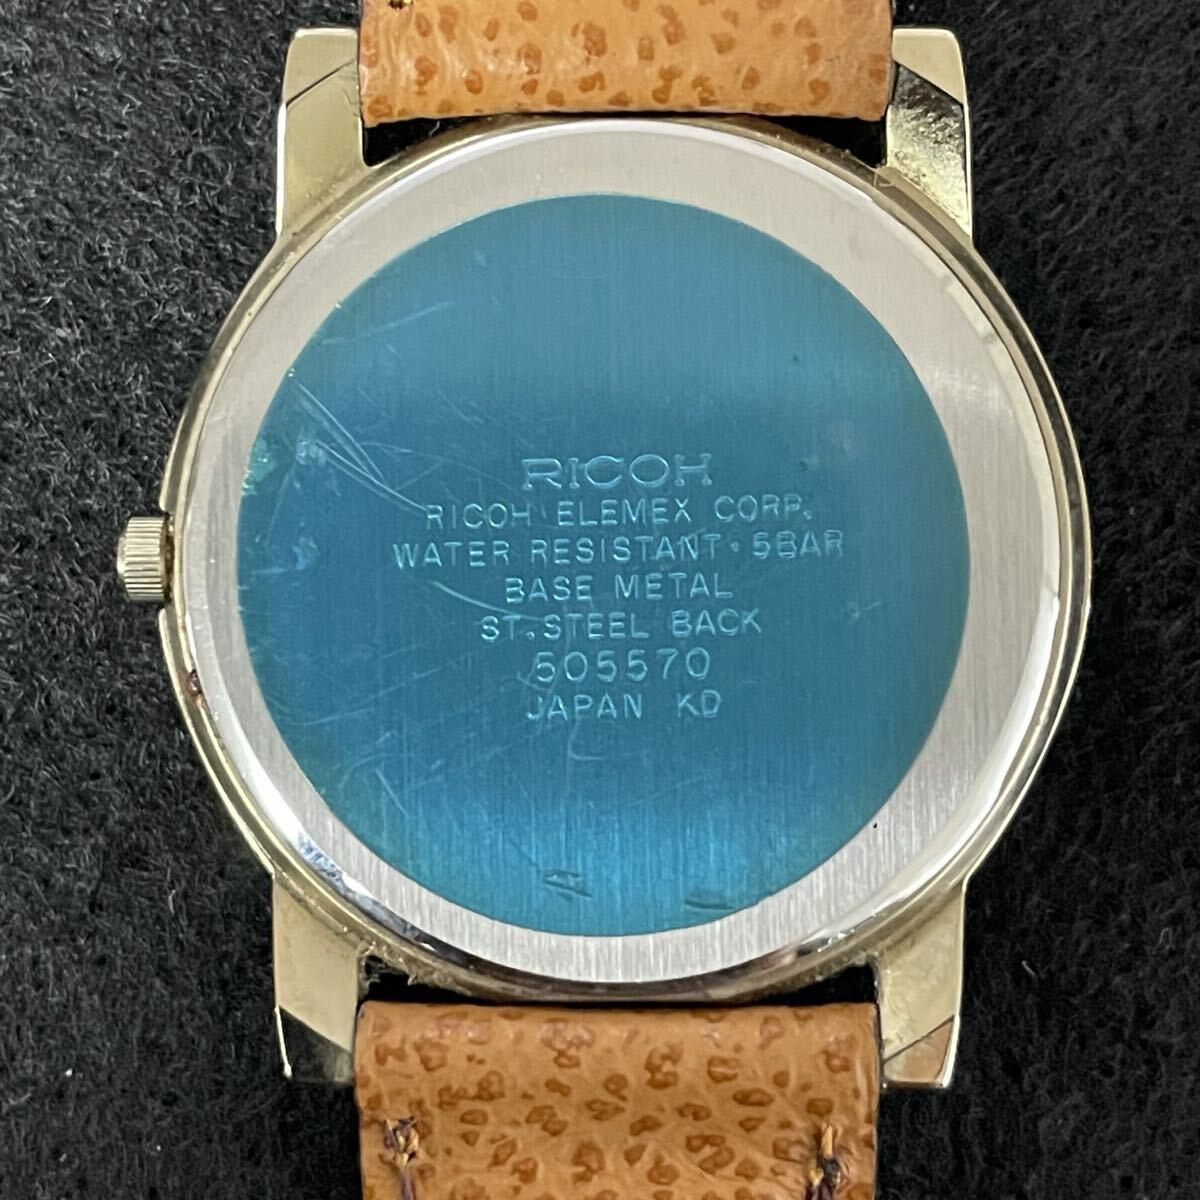 RICOH
RICOH ELEMEX CORP.
WATER RESISTANT・5BAR
BASE METAL
ST.STEEL BACK
505570
JAPAN KD